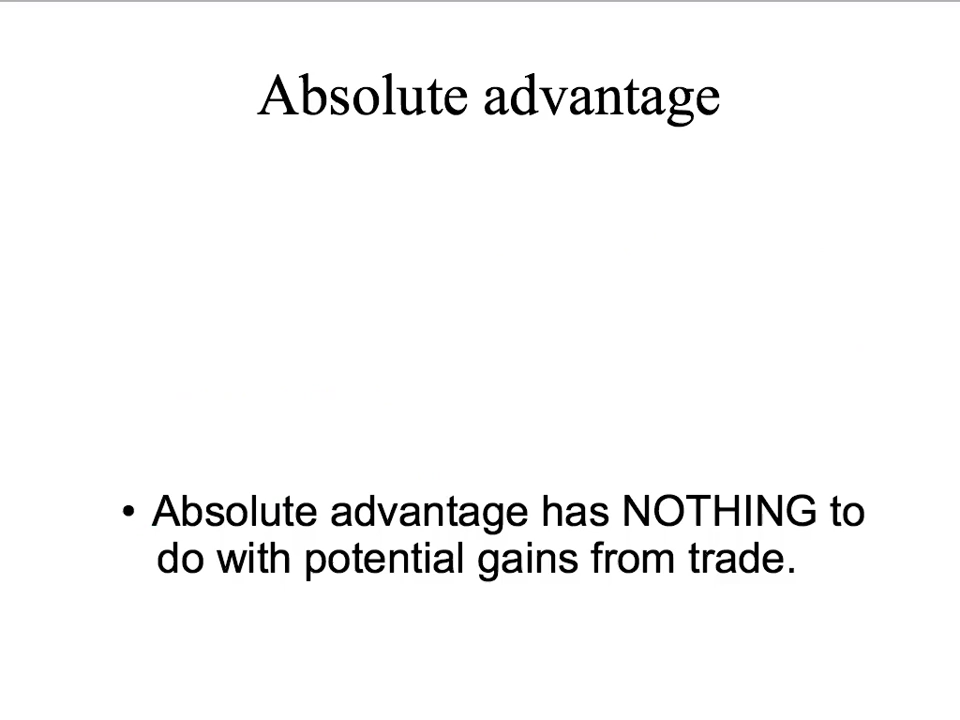 Absolute advantage
• Absolute advantage has NOTHING to
do with potential gains from trade.